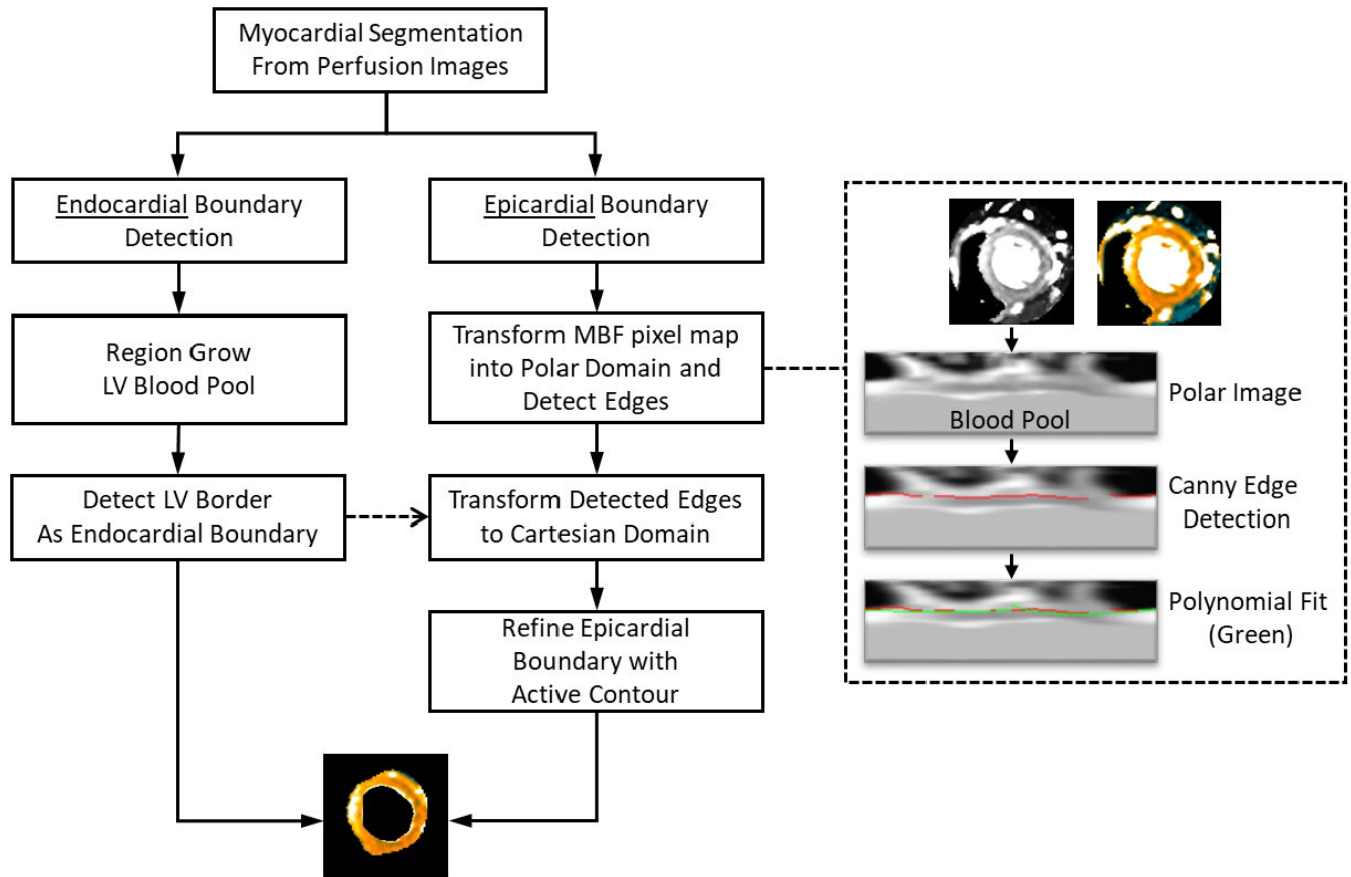 Myocardial Segmentation
From Perfusion Images
Endocardial Boundary
Detection
Epicardial Boundary
Detection
Region Grow
LV Blood Pool
Transform MBF pixel map
into Polar Domain and
Detect Edges
Detect LV Border
As Endocardial Boundary
Transform Detected Edges
to Cartesian Domain
Refine Epicardial
Boundary with
Active Contour
Polar Image
Blood Pool
Canny Edge
Detection
Polynomial Fit
(Green)